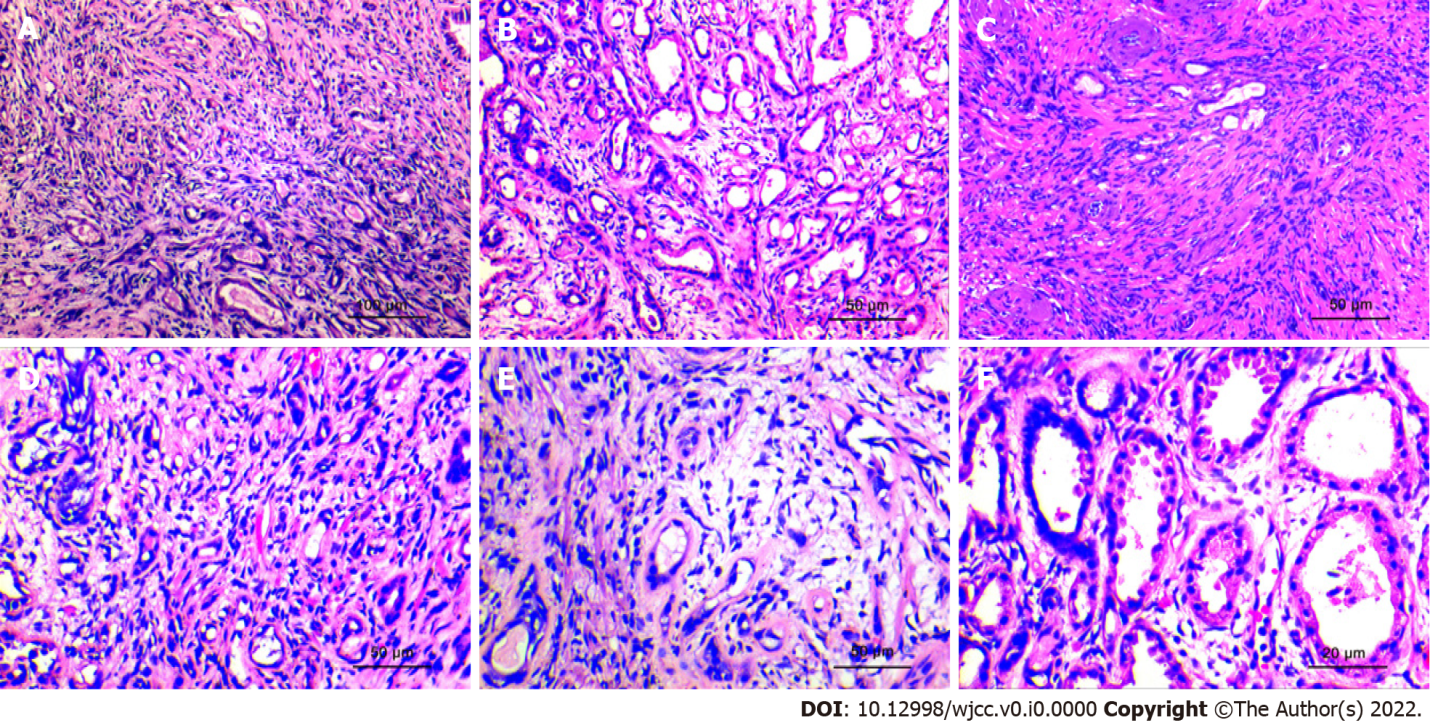 A
B
C
100 μm
50 μm
50 μm
D
E
F
50 μm
50 μm
20 μm
DOI: 10.12998/wjcc.v0.i0.0000 Copyright ©The Author(s) 2022.